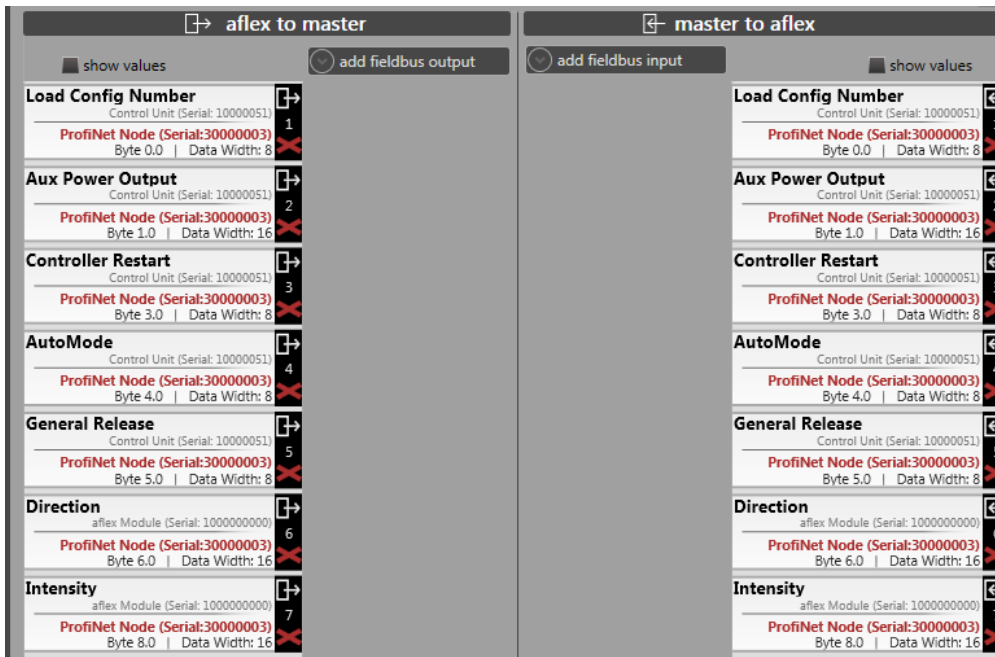 aflex to master
show values
add fieldbus output
Load Config Number
Control Unit (Serial: 10000051)
1
ProfiNet Node (Serial:30000003)
Byte 0.0 | Data Width: 8
Aux Power Output
Control Unit (Serial: 10000051)
2
ProfiNet Node (Serial:30000003)
Byte 1.0 | Data Width: 16
Controller Restart
Control Unit (Serial: 10000051)
3
ProfiNet Node (Serial:30000003)
Byte 3.0 | Data Width: 8
AutoMode
Control Unit (Serial: 10000051)
4
ProfiNet Node (Serial:30000003)
Byte 4.0 | Data Width: 8
General Release
Control Unit (Serial: 10000051)
5
ProfiNet Node (Serial:30000003)
Byte 5.0 | Data Width: 8
Direction
aflex Module (Serial: 1000000000)
6
ProfiNet Node (Serial:30000003)
Byte 6.0 | Data Width: 16
Intensity
aflex Module (Serial: 1000000000)
7
ProfiNet Node (Serial:30000003)
Byte 8.0 | Data Width: 16
master to aflex
add fieldbus input
show values
Load Config Number
Control Unit (Serial: 10000051)
ProfiNet Node (Serial:30000003)
Byte 0.0 | Data Width: 8
Aux Power Output
Control Unit (Serial: 10000051)
ProfiNet Node (Serial:30000003)
Byte 1.0 | Data Width: 16
Controller Restart
Control Unit (Serial: 10000051)
ProfiNet Node (Serial:30000003)
Byte 3.0 | Data Width: 8
AutoMode
Control Unit (Serial: 10000051)
ProfiNet Node (Serial:30000003)
Byte 4.0 | Data Width: 8
General Release
Control Unit (Serial: 10000051)
ProfiNet Node (Serial:30000003)
Byte 5.0 | Data Width: 8
Direction
aflex Module (Serial: 1000000000)
ProfiNet Node (Serial:30000003)
Byte 6.0 | Data Width: 16
Intensity
aflex Module (Serial: 1000000000)
ProfiNet Node (Serial:30000003)
Byte 8.0 | Data Width: 16